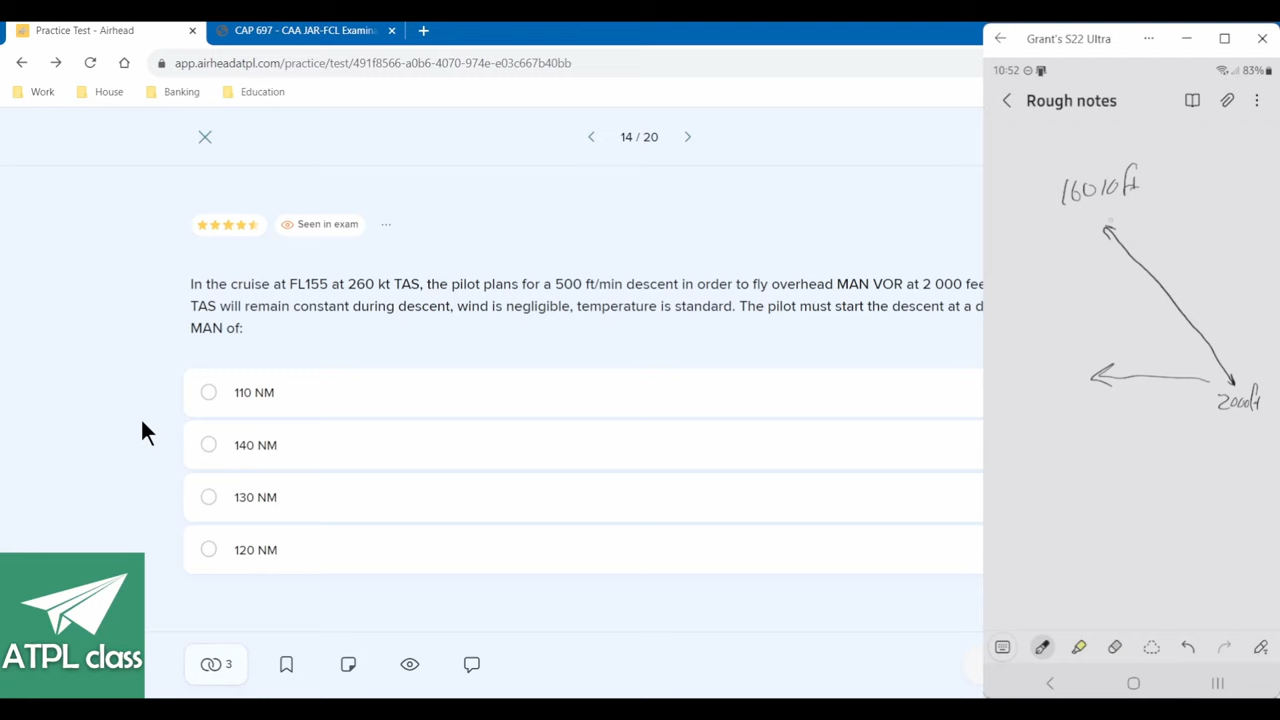 Practice Test - Airhead
CAP 697 - CAA JAR-FCL Examina
Grant's S22 Ultra
app.airheadatpl.com/practice/test/491f8566-a0b6-4070-974e-e03c667b40bb
10:52
83%
Work
House
Banking
Education
Rough notes
14 / 20
16010ft
Seen in exam
In the cruise at FL155 at 260 kt TAS, the pilot plans for a 500 ft/min descent in order to fly overhead MAN VOR at 2 000 fee
TAS will remain constant during descent, wind is negligible, temperature is standard. The pilot must start the descent at a d
MAN of:
110 NM
2000ft
140 NM
130 NM
120 NM
ATPL class
3